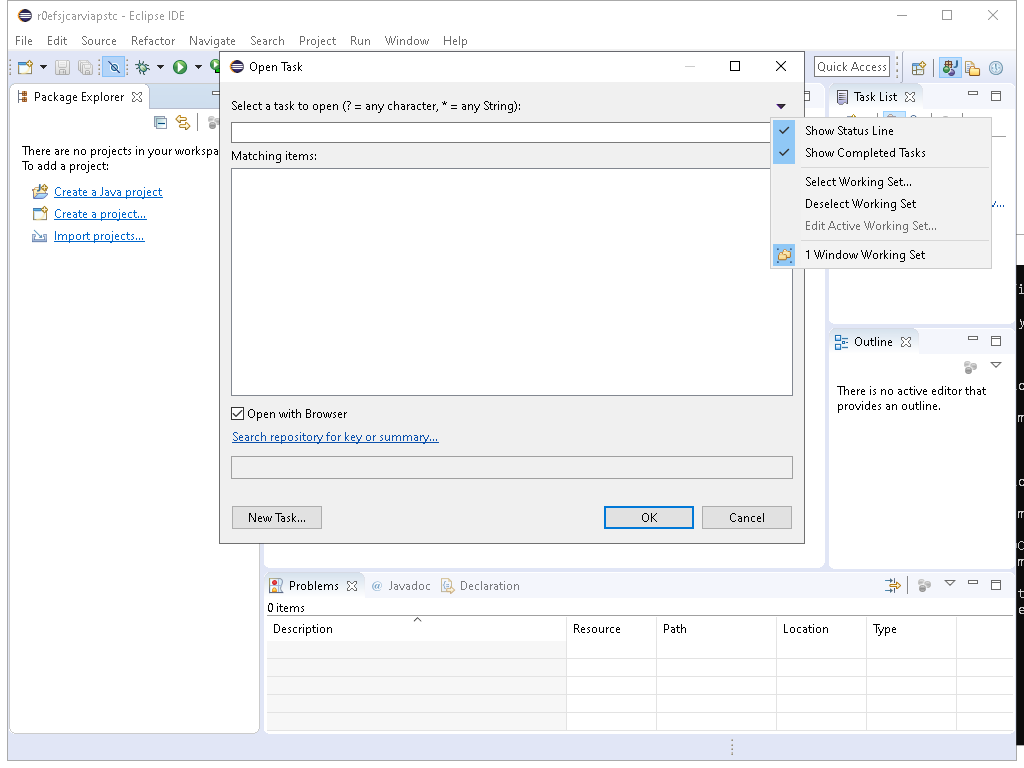 r0efsjcarviapstc - Eclipse IDE
File Edit Source Refactor Navigate Search Project Run Window Help
Open Task
Quick Access
Package Explorer
Select a task to open (? = any character, * = any String):
Task List
There are no projects in your workspa
To add a project:
Matching items:
Show Status Line
Show Completed Tasks
Create a Java project
Select Working Set...
Create a project...
Deselect Working Set
Import projects...
Edit Active Working Set...
1 Window Working Set
Outline
There is no active editor that
provides an outline.
Open with Browser
Search repository for key or summary...
New Task...
OK
Cancel
Problems
@ Javadoc
Declaration
0 items
Description Resource Path Location Type